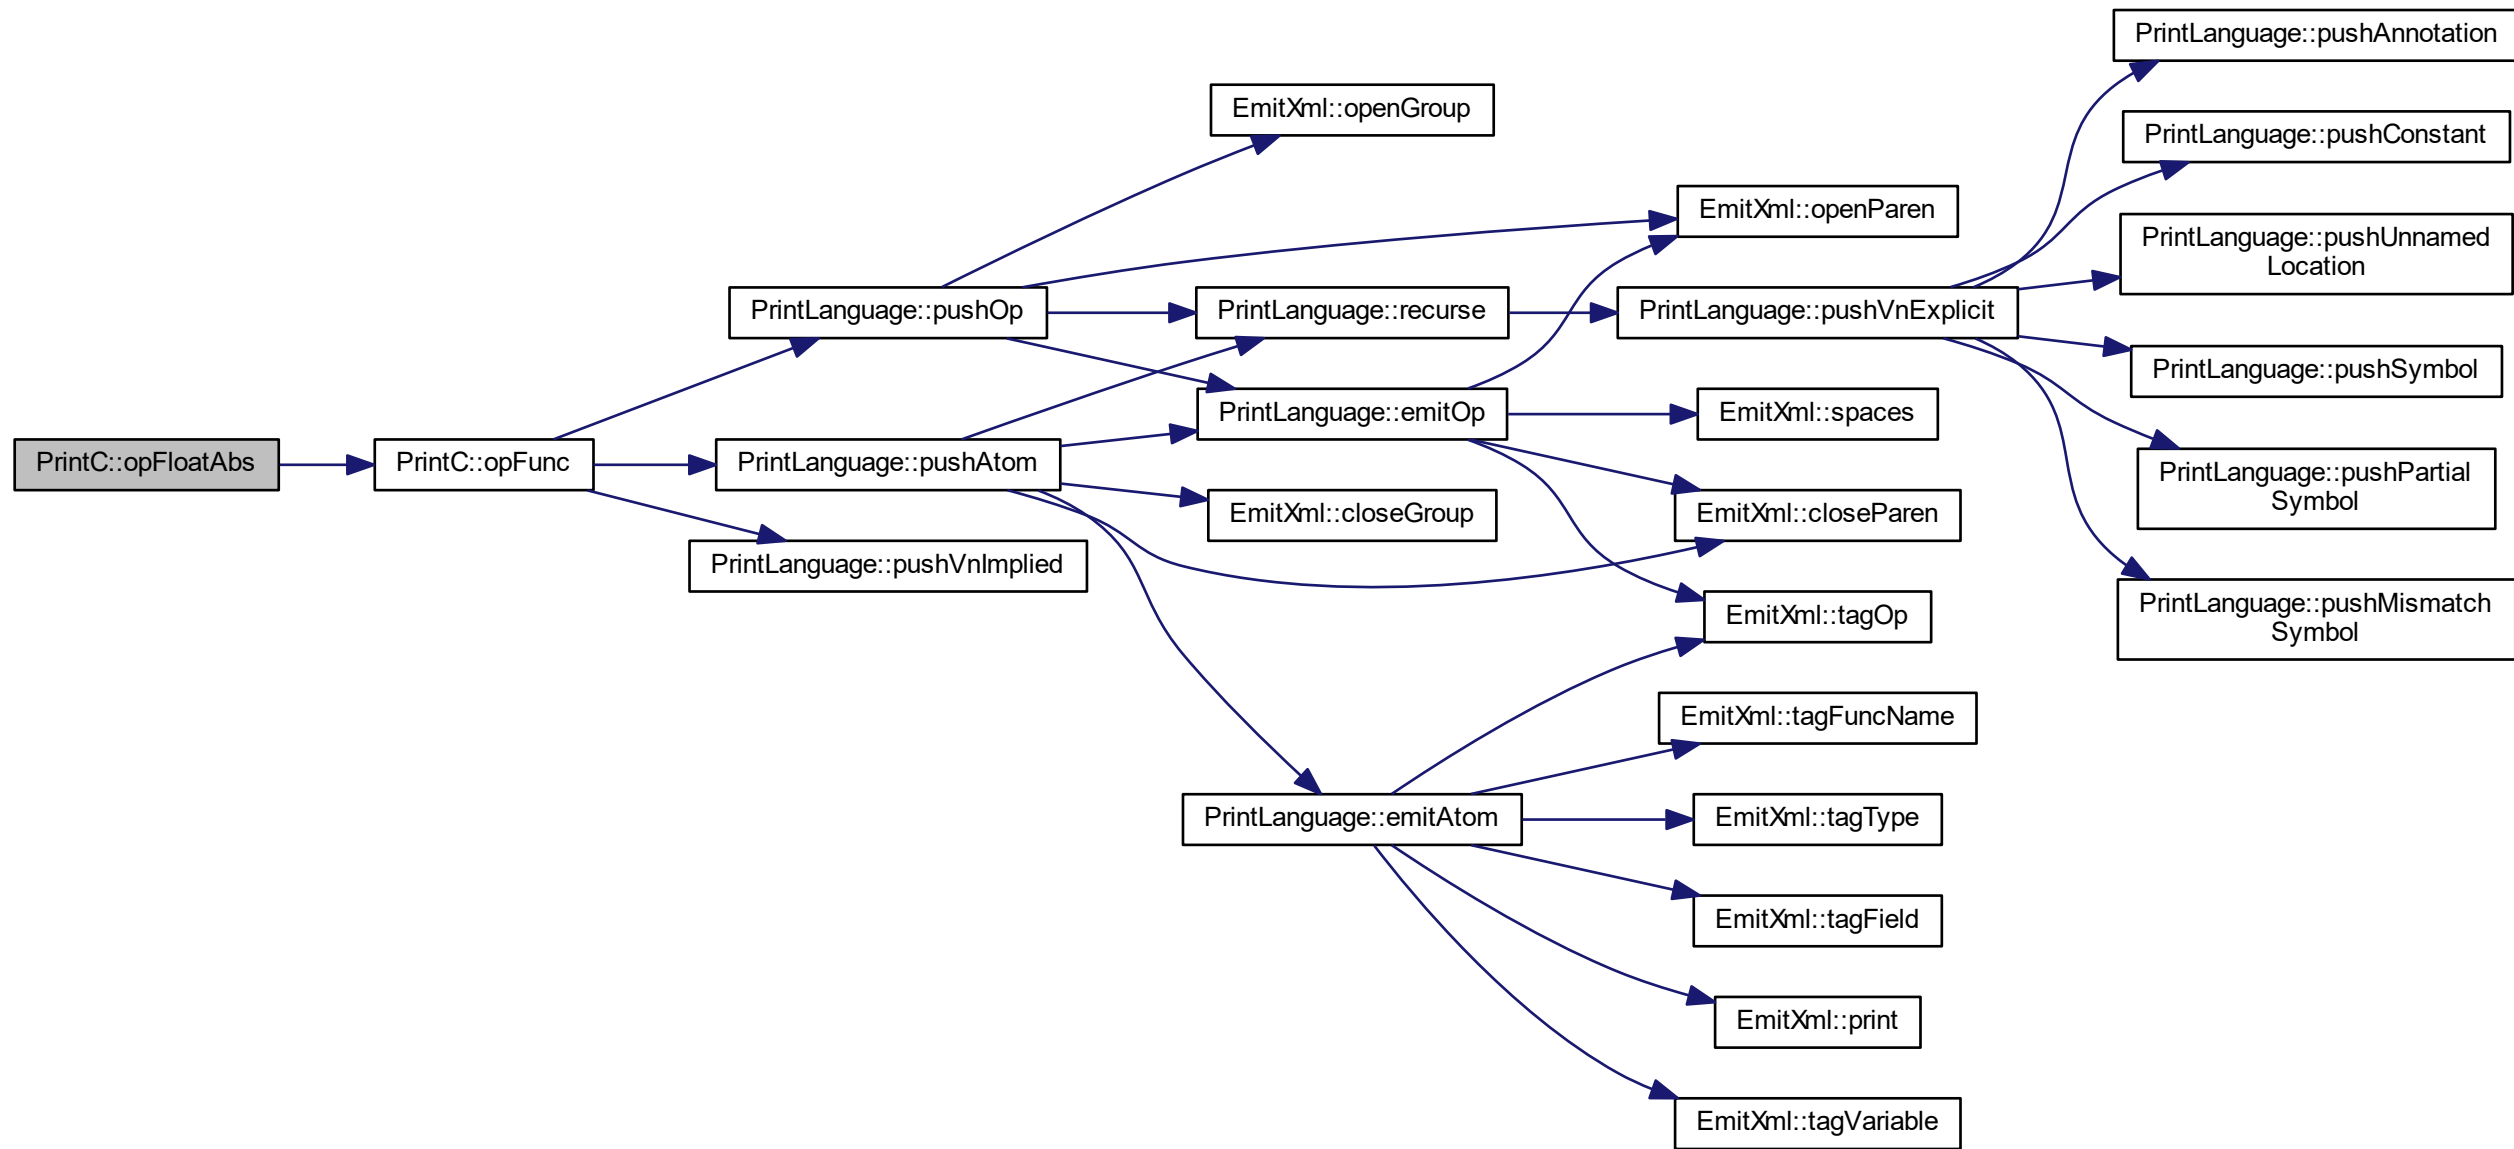 PrintC::opFloatAbs
PrintC::opFunc
PrintLanguage::pushOp
PrintLanguage::pushAtom
PrintLanguage::pushVnImplied
EmitXml::openGroup
PrintLanguage::recurse
PrintLanguage::emitOp
EmitXml::closeGroup
PrintLanguage::emitAtom
EmitXml::openParen
PrintLanguage::pushVnExplicit
EmitXml::spaces
EmitXml::closeParen
EmitXml::tagOp
EmitXml::tagFuncName
EmitXml::tagType
EmitXml::tagField
EmitXml::print
EmitXml::tagVariable
PrintLanguage::pushAnnotation
PrintLanguage::pushConstant
PrintLanguage::pushUnnamed
Location
PrintLanguage::pushSymbol
PrintLanguage::pushPartial
Symbol
PrintLanguage::pushMismatch
Symbol